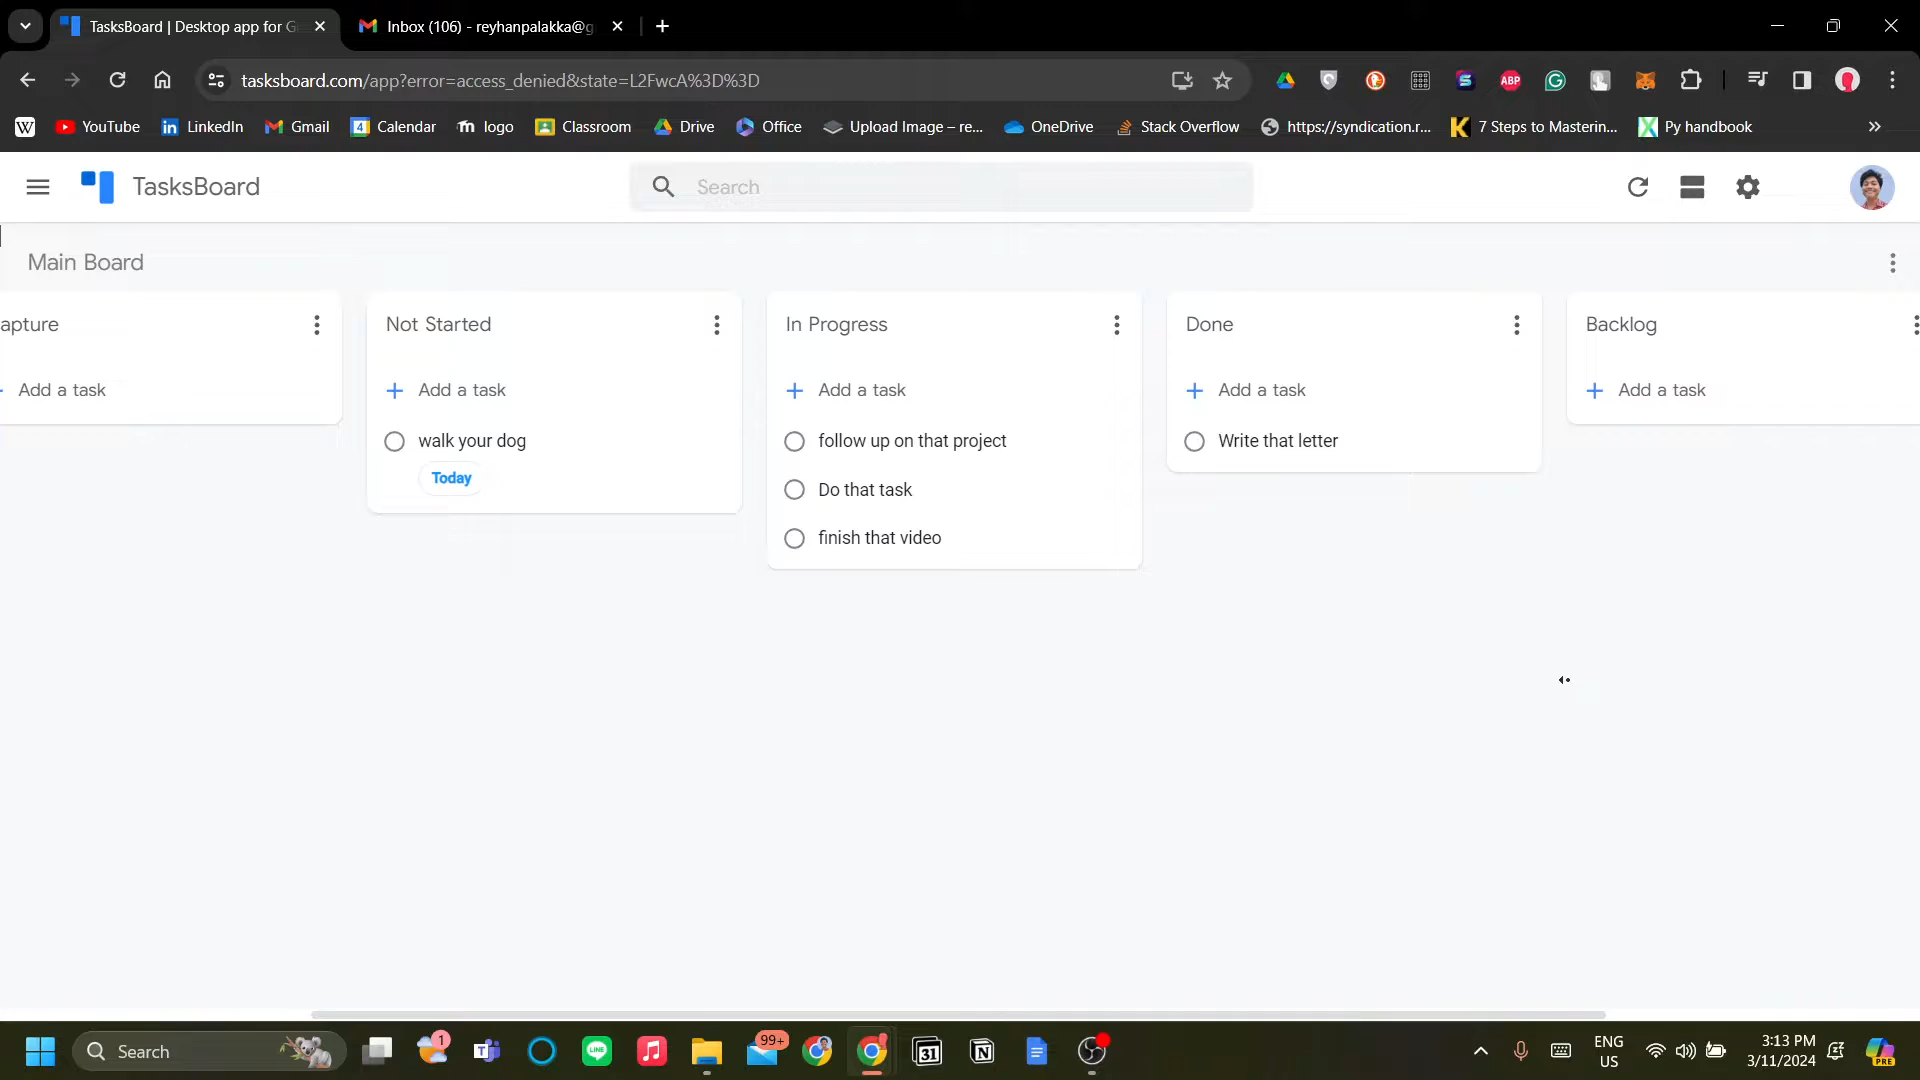 TasksBoard | Desktop app for G
Inbox (106) - reyhanpalakka@g
tasksboard.com/app?error=access_denied&state=L2FwcA%3D%3D
ABP
W
YouTube
LinkedIn
Gmail
Calendar
logo
Classroom
Drive
Office
Upload Image – re...
OneDrive
Stack Overflow
https://syndication.r...
7 Steps to Masterin...
Py handbook
TasksBoard
Search
Main Board
apture
Add a task
Not Started
Add a task
walk your dog
Today
In Progress
Add a task
follow up on that project
Do that task
finish that video
Done
Add a task
Write that letter
Backlog
Add a task
Search
1
99+
31
ENG
US
3:13 PM
3/11/2024
PRE